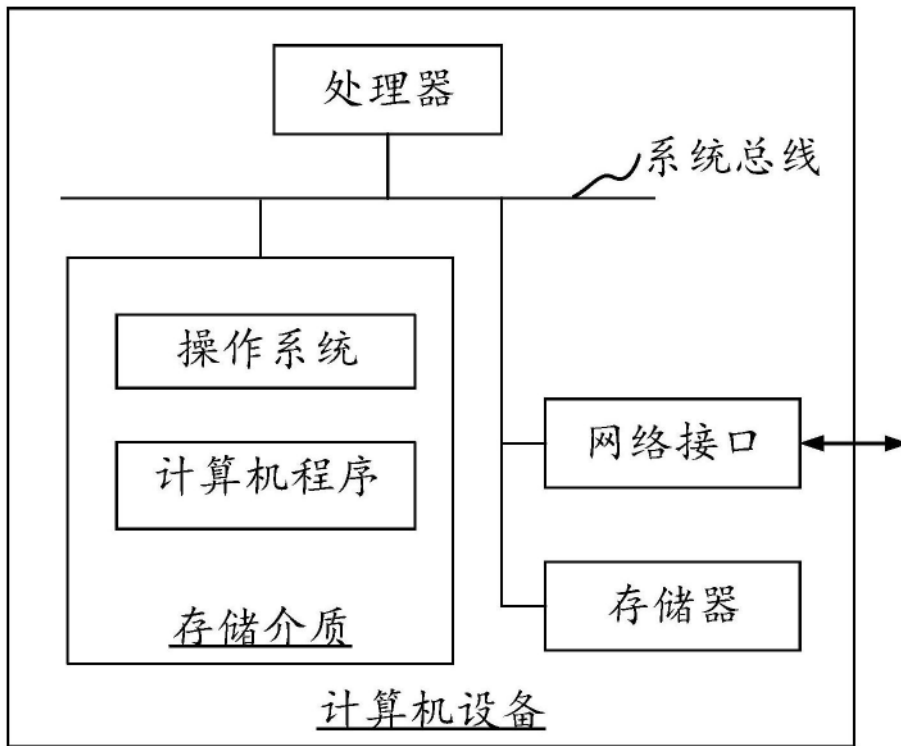 处理器
系统总线
操作系统
计算机程序
网络接口
存储器
存储介质
计算机设备